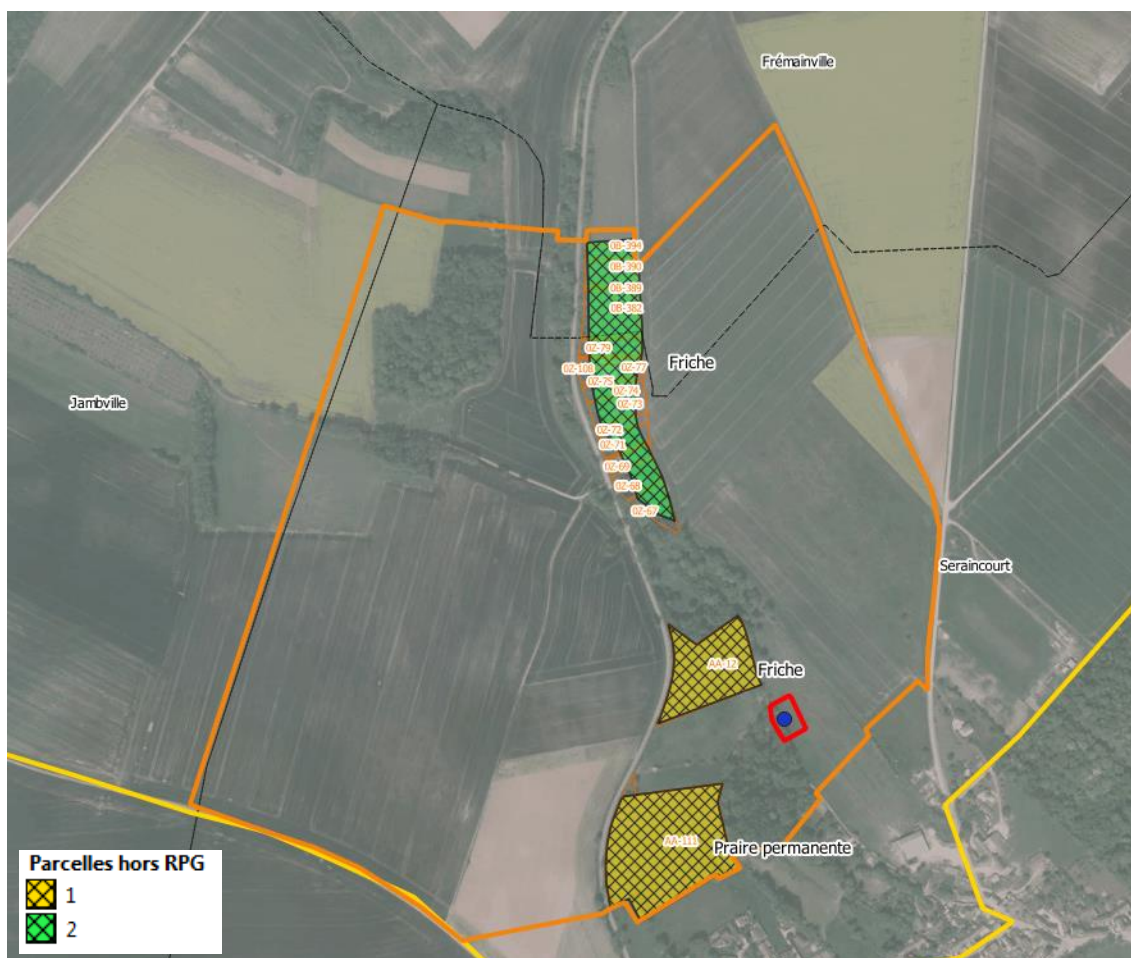 Frémainville
0B-394
0B-390
0B-389
0B-382
0Z-79
Friche
0Z-77
0Z-108
0Z-75
0Z-74
Jambville
0Z-73
0Z-72
0Z-71
0Z-69
0Z-68
0Z-67
Seraincourt
AA-12
Friche
AA-111
Praire permanente
Parcelles hors RPG
1
2